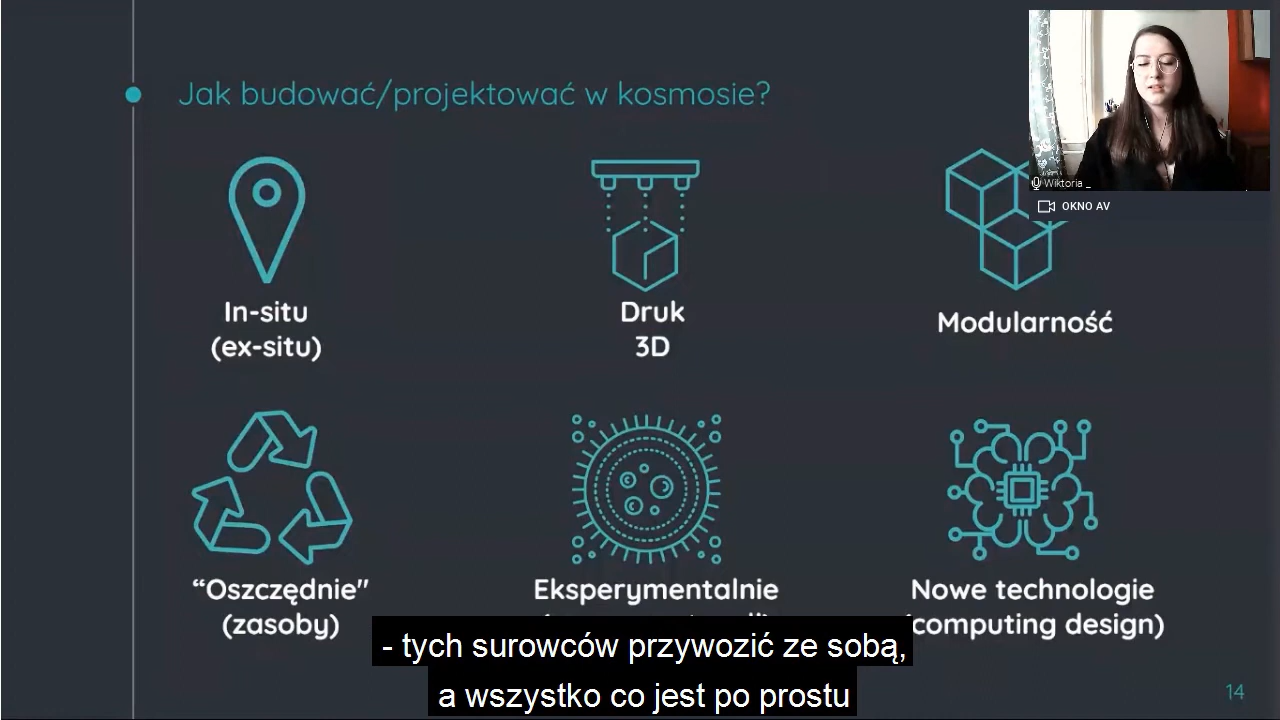 Jak budować/projektować w kosmosie?
Wiktoria _
OKNO AV
In-situ
(ex-situ)
Druk
3D
Modularność
“Oszczędnie"
(zasoby)
Eksperymentalnie
Nowe technologie
(computing design)
- tych surowców przywozić ze sobą,
a wszystko co jest po prostu
14